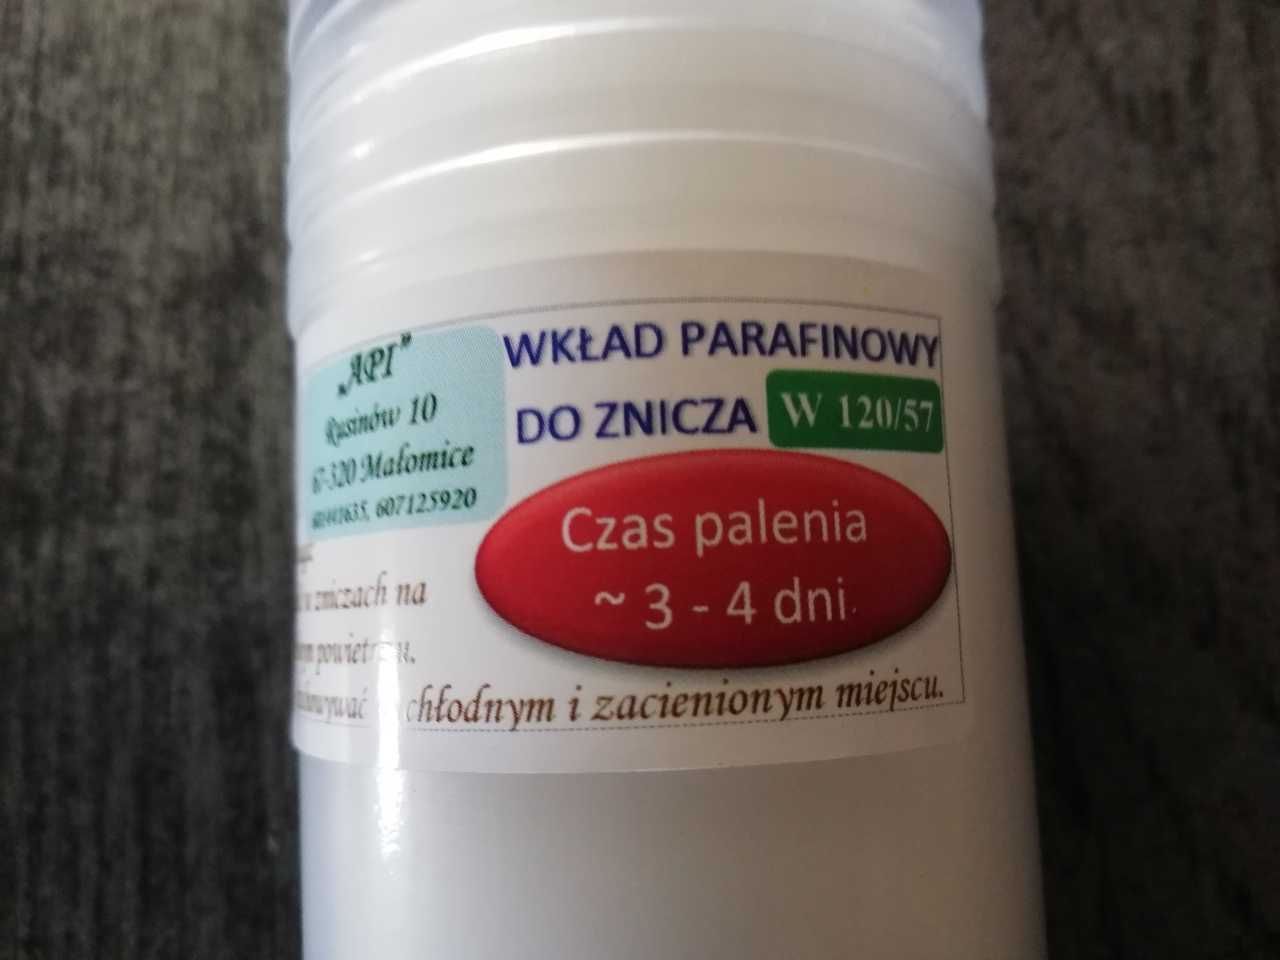 „API”
Rusinów 10
67-320 Małomice
607125920
WKŁAD PARAFINOWY
DO ZNICZA W 120/57
Czas palenia
~ 3 - 4 dni
zniczach na
powietrzu.
chłodnym i zacienionym miejscu.